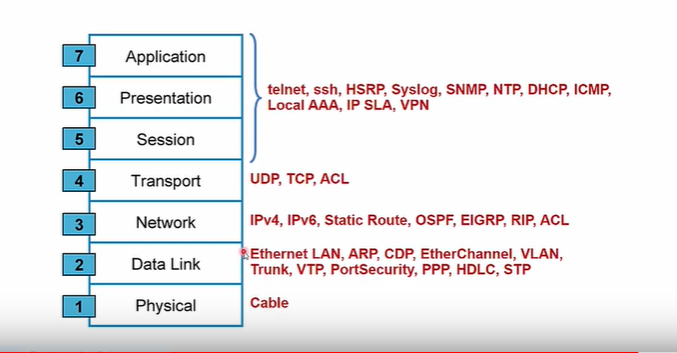 7 Application
6 Presentation
telnet, ssh, HSRP, Syslog, SNMP, NTP, DHCP, ICMP,
Local AAA, IP SLA, VPN
5 Session
4 Transport UDP, TCP, ACL
3 Network IPv4, IPv6, Static Route, OSPF, EIGRP, RIP, ACL
2 Data Link Ethernet LAN, ARP, CDP, EtherChannel, VLAN,
Trunk, VTP, PortSecurity, PPP, HDLC, STP
1 Physical Cable